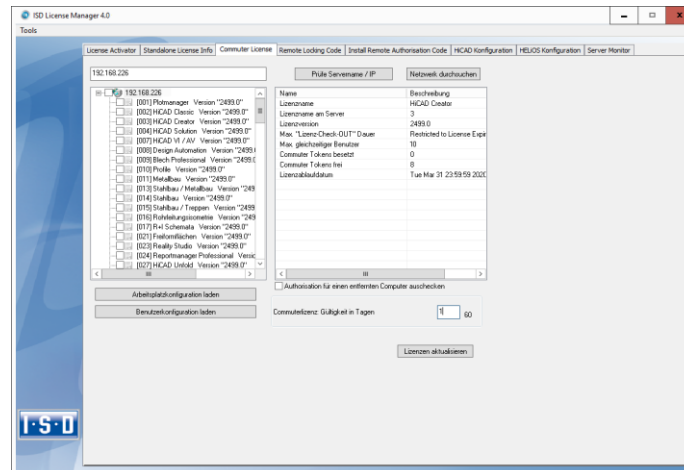 ISD License Manager 4.0
Tools
License Activator Standalone License Info Commuter License Remote Locking Code Install Remote Authorisation Code HiCAD Konfiguration HELiOS Konfiguration Server Monitor
192.168.226
Prüfe Servername / IP Netzwerk durchsuchen
192.168.226
[001] Plotmanager Version "2499.0"
[002] HiCAD Classic Version "2499.0"
[003] HiCAD Creator Version "2499.0"
[004] HiCAD Solution Version "2499.0"
[007] HiCAD VI / AV Version "2499.0"
[008] Design Automation Version "2499.
[009] Blech Professional Version "2499.0
[010] Profile Version "2499.0"
[011] Metallbau Version "2499.0"
[013] Stahlbau / Metallbau Version "249
[014] Stahlbau Version "2499.0"
[015] Stahlbau / Treppen Version "2499
[016] Rohrleitungsisometrie Version "249
[017] R+I Schemata Version "2499.0"
[021] Freiformflächen Version "2499.0"
[023] Reality Studio Version "2499.0"
[024] Reportmanager Professional Versic
[027] HiCAD Unfold Version "2499.0"
Name Beschreibung
Lizenzname HiCAD Creator
Lizenzname am Server 3
Lizenzversion 2499.0
Max. "Lizenz-Check-OUT" Dauer Restricted to License Expir
Max. gleichzeitiger Benutzer 10
Commuter Tokens besetzt 0
Commuter Tokens frei 8
Lizenzablaufdatum Tue Mar 31 23:59:59 2020
Authorisation für einen entfernten Computer auschecken
Arbeitsplatzkonfiguration laden
Benutzerkonfiguration laden
Commuterlizenz: Gültigkeit in Tagen 1 60
Lizenzen aktualisieren
I·S·D